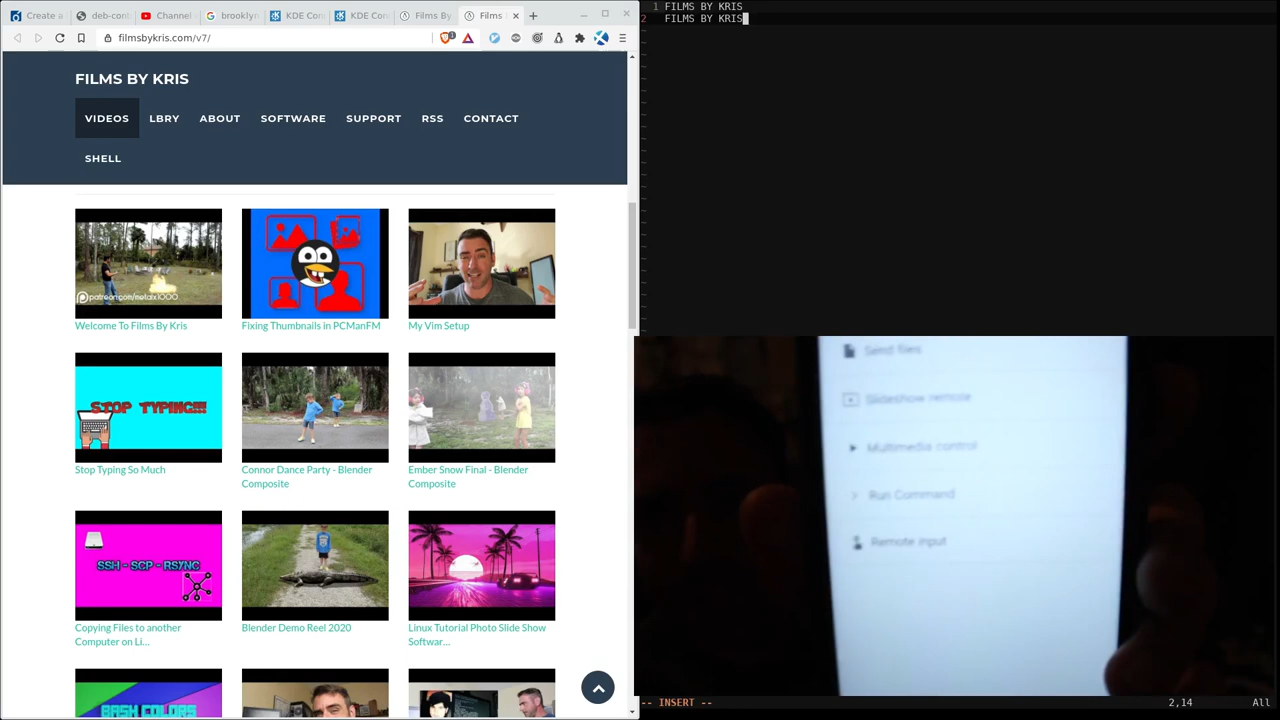 Create a
deb-cont
Channel
brooklyn
KDE Con
KDE Con
Films By
Films
filmsbykris.com/v7/
FILMS BY KRIS
VIDEOS
LBRY
ABOUT
SOFTWARE
SUPPORT
RSS
CONTACT
SHELL
patreon.com/metalx1000
Welcome To Films By Kris
Fixing Thumbnails in PCManFM
My Vim Setup
STOP TYPING!!!
Stop Typing So Much
Connor Dance Party - Blender
Composite
Ember Snow Final - Blender
Composite
SSH - SCP - RSYNC
Copying Files to another
Computer on Li...
Blender Demo Reel 2020
Linux Tutorial Photo Slide Show
Softwar...
BASH COLORS
1 FILMS BY KRIS
2 FILMS BY KRIS
Send files
Slideshow remote
Multimedia control
Run Command
Remote input
-- INSERT --
2,14
All